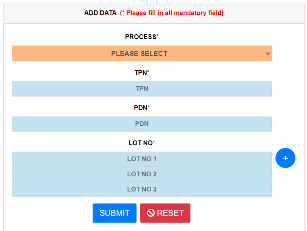 ADD DATA (* Please fill in all mandatory field)
PROCESS*
PLEASE SELECT
TPN*
TPN
PDN*
PDN
LOT NO*
LOT NO 1
+
LOT NO 2
LOT NO 3
SUBMIT RESET